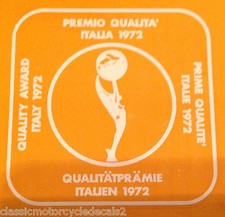 PREMIO QUALITA'
ITALIA 1972
QUALITY AWARD
ITALY 1972
PRIME QUALITE'
ITALIE 1972
QUALITÄTPRÄMIE
ITALIEN 1972
classicmotorcycledecals2